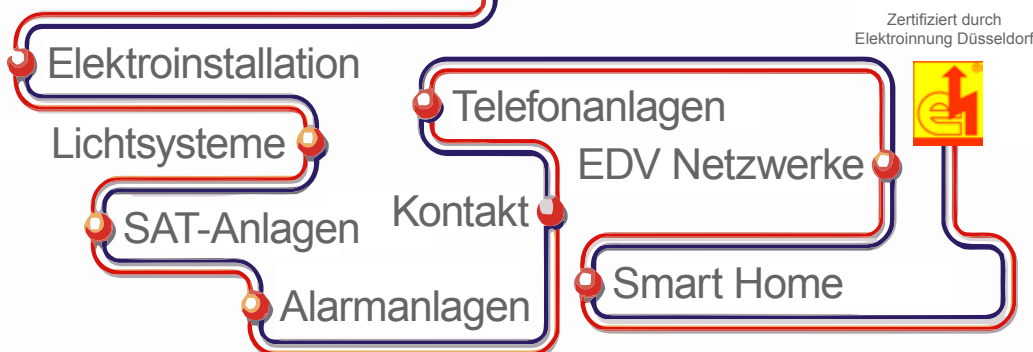 Zertifiziert durch
Elektroinnung Düsseldorf
Elektroinstallation
Telefonanlagen
Lichtsysteme
EDV Netzwerke
SAT-Anlagen
Kontakt
Smart Home
Alarmanlagen